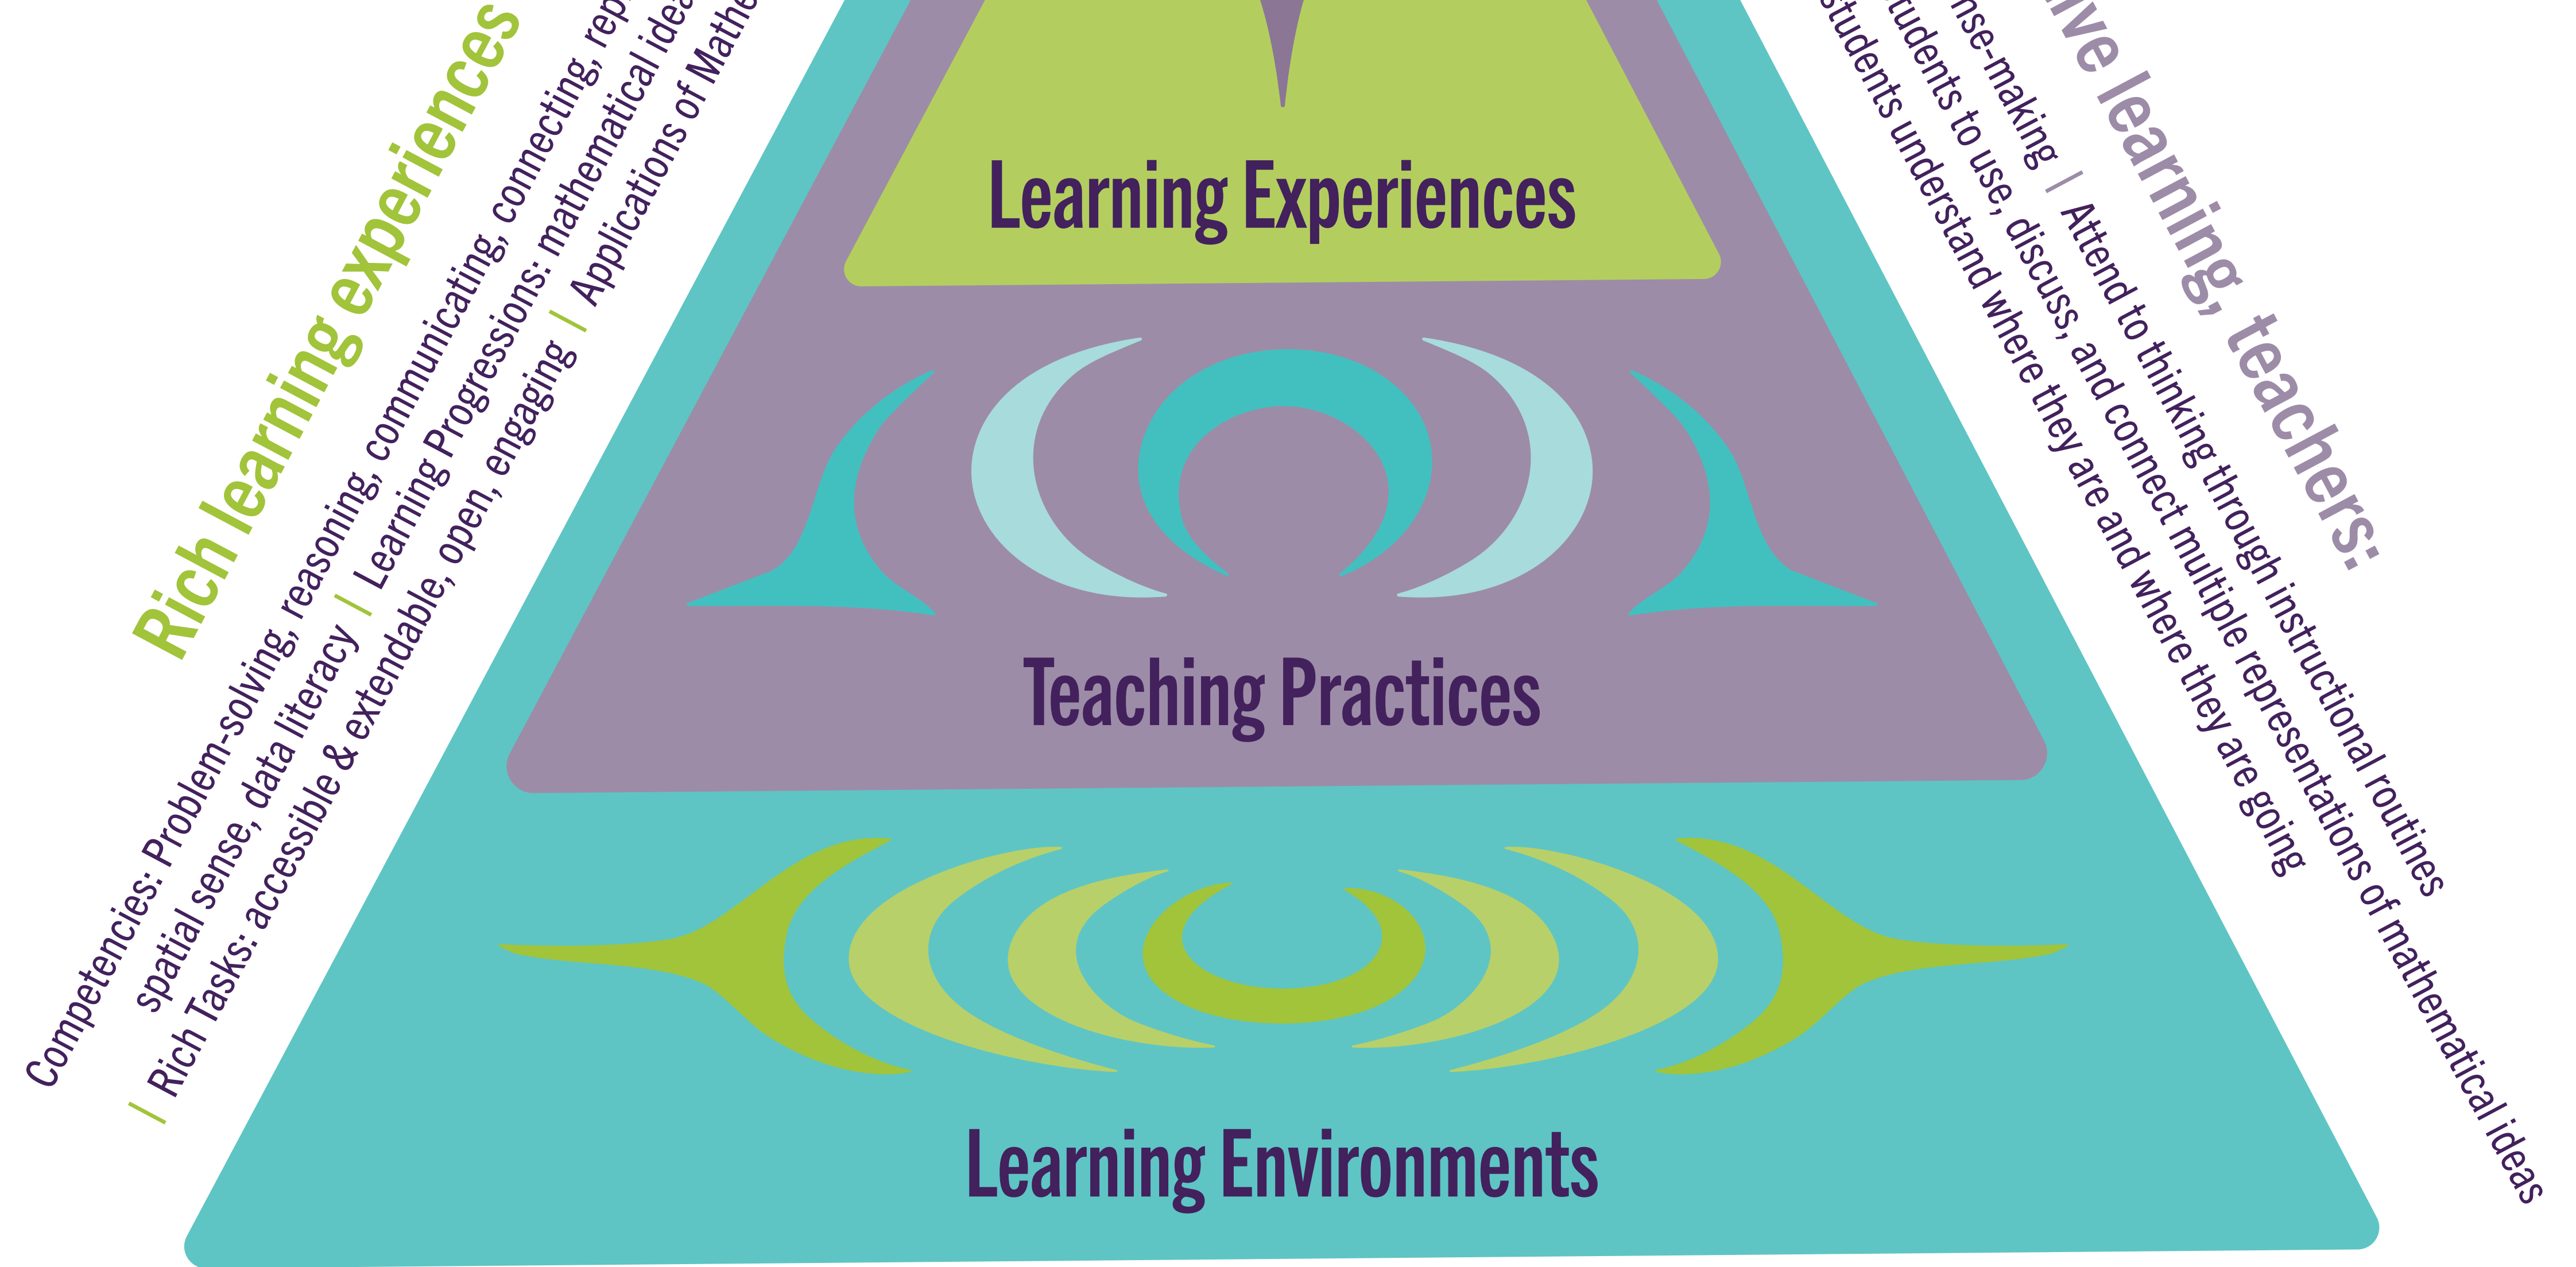 Rich learning experiences
Competencies: Problem-solving, reasoning, communicating, connecting,
spatial sense, data literacy | Learning Progressions: mathematical
| Rich Tasks: accessible & extendable, open, engaging | Applications of
Learning Experiences
Teaching Practices
Learning Environments
learning, teachers:
| Attend to thinking through instructional routines
to use, discuss, and connect multiple representations of mathematical ideas
students understand where they are and where they are going